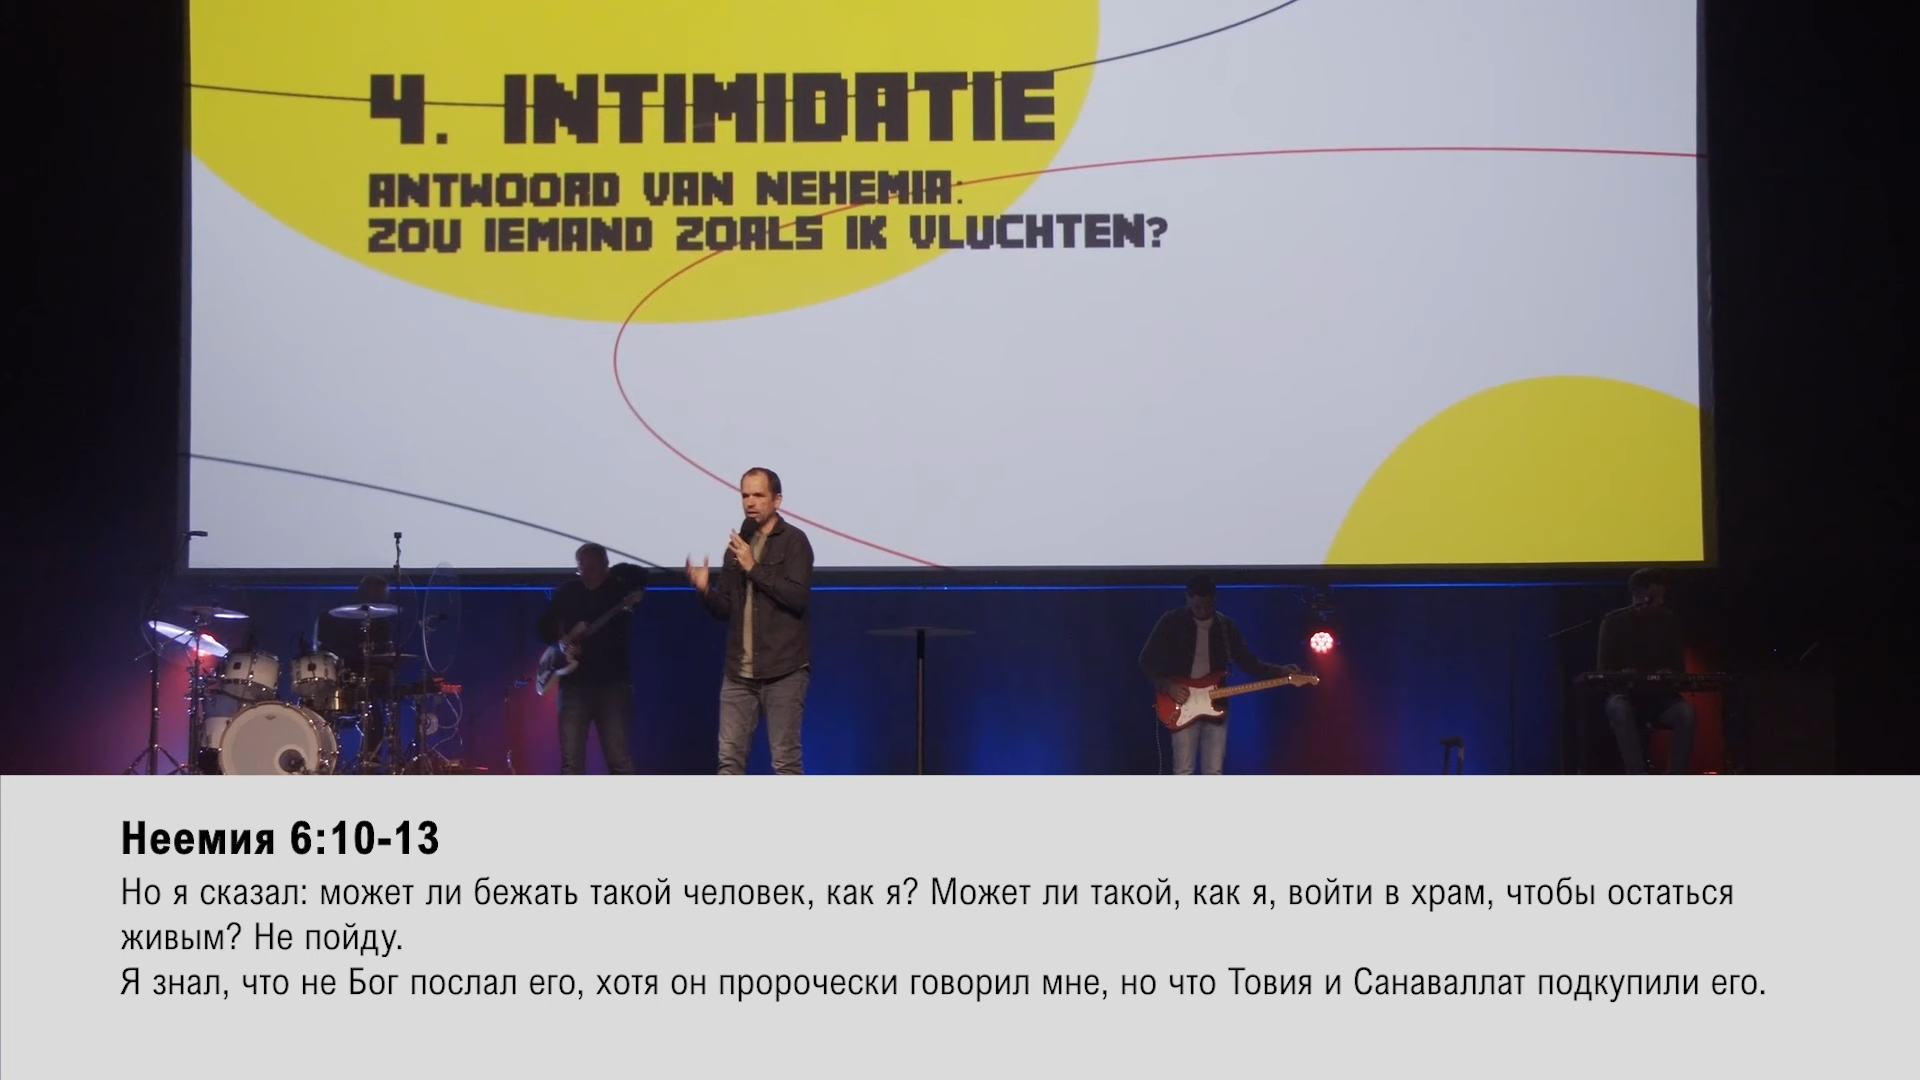 4. INTIMIDATIE
ANTWOORD VAN NEHEMIA:
ZOU IEMAND ZOALS IK VLUCHTEN?
Неемия 6:10-13
Но я сказал: может ли бежать такой человек, как я? Может ли такой, как я, войти в храм, чтобы остаться
живым? Не пойду.
Я знал, что не Бог послал его, хотя он пророчески говорил мне, но что Товия и Санаваллат подкупили его.